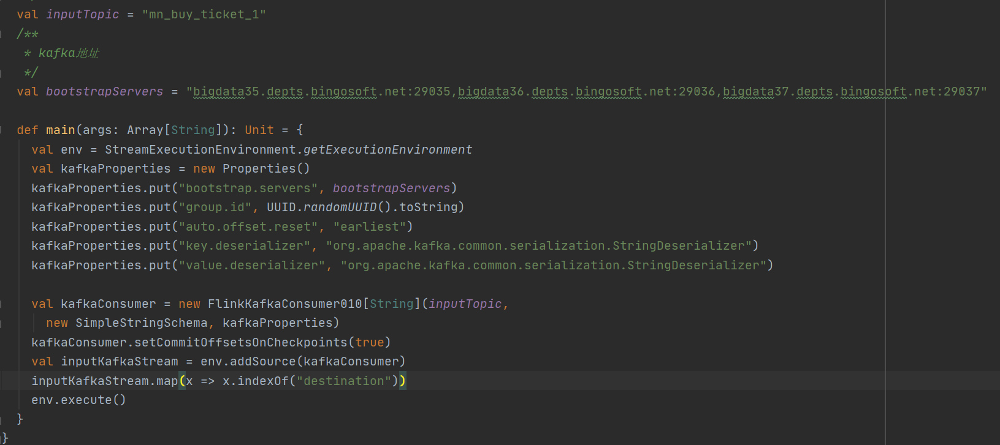 val inputTopic = "mn_buy_ticket_1"
/**
* kafka地址
*/
val bootstrapServers = "bigdata35.depts.bingosoft.net:29035,bigdata36.depts.bingosoft.net:29036,bigdata37.depts.bingosoft.net:29037"
def main(args: Array[String]): Unit = {
val env = StreamExecutionEnvironment.getExecutionEnvironment
val kafkaProperties = new Properties()
kafkaProperties.put("bootstrap.servers", bootstrapServers)
kafkaProperties.put("group.id", UUID.randomUUID().toString)
kafkaProperties.put("auto.offset.reset", "earliest")
kafkaProperties.put("key.deserializer", "org.apache.kafka.common.serialization.StringDeserializer")
kafkaProperties.put("value.deserializer", "org.apache.kafka.common.serialization.StringDeserializer")
val kafkaConsumer = new FlinkKafkaConsumer010[String](inputTopic,
new SimpleStringSchema, kafkaProperties)
kafkaConsumer.setCommitOffsetsOnCheckpoints(true)
val inputKafkaStream = env.addSource(kafkaConsumer)
inputKafkaStream.map(x => x.indexOf("destination"))
env.execute()
}
}